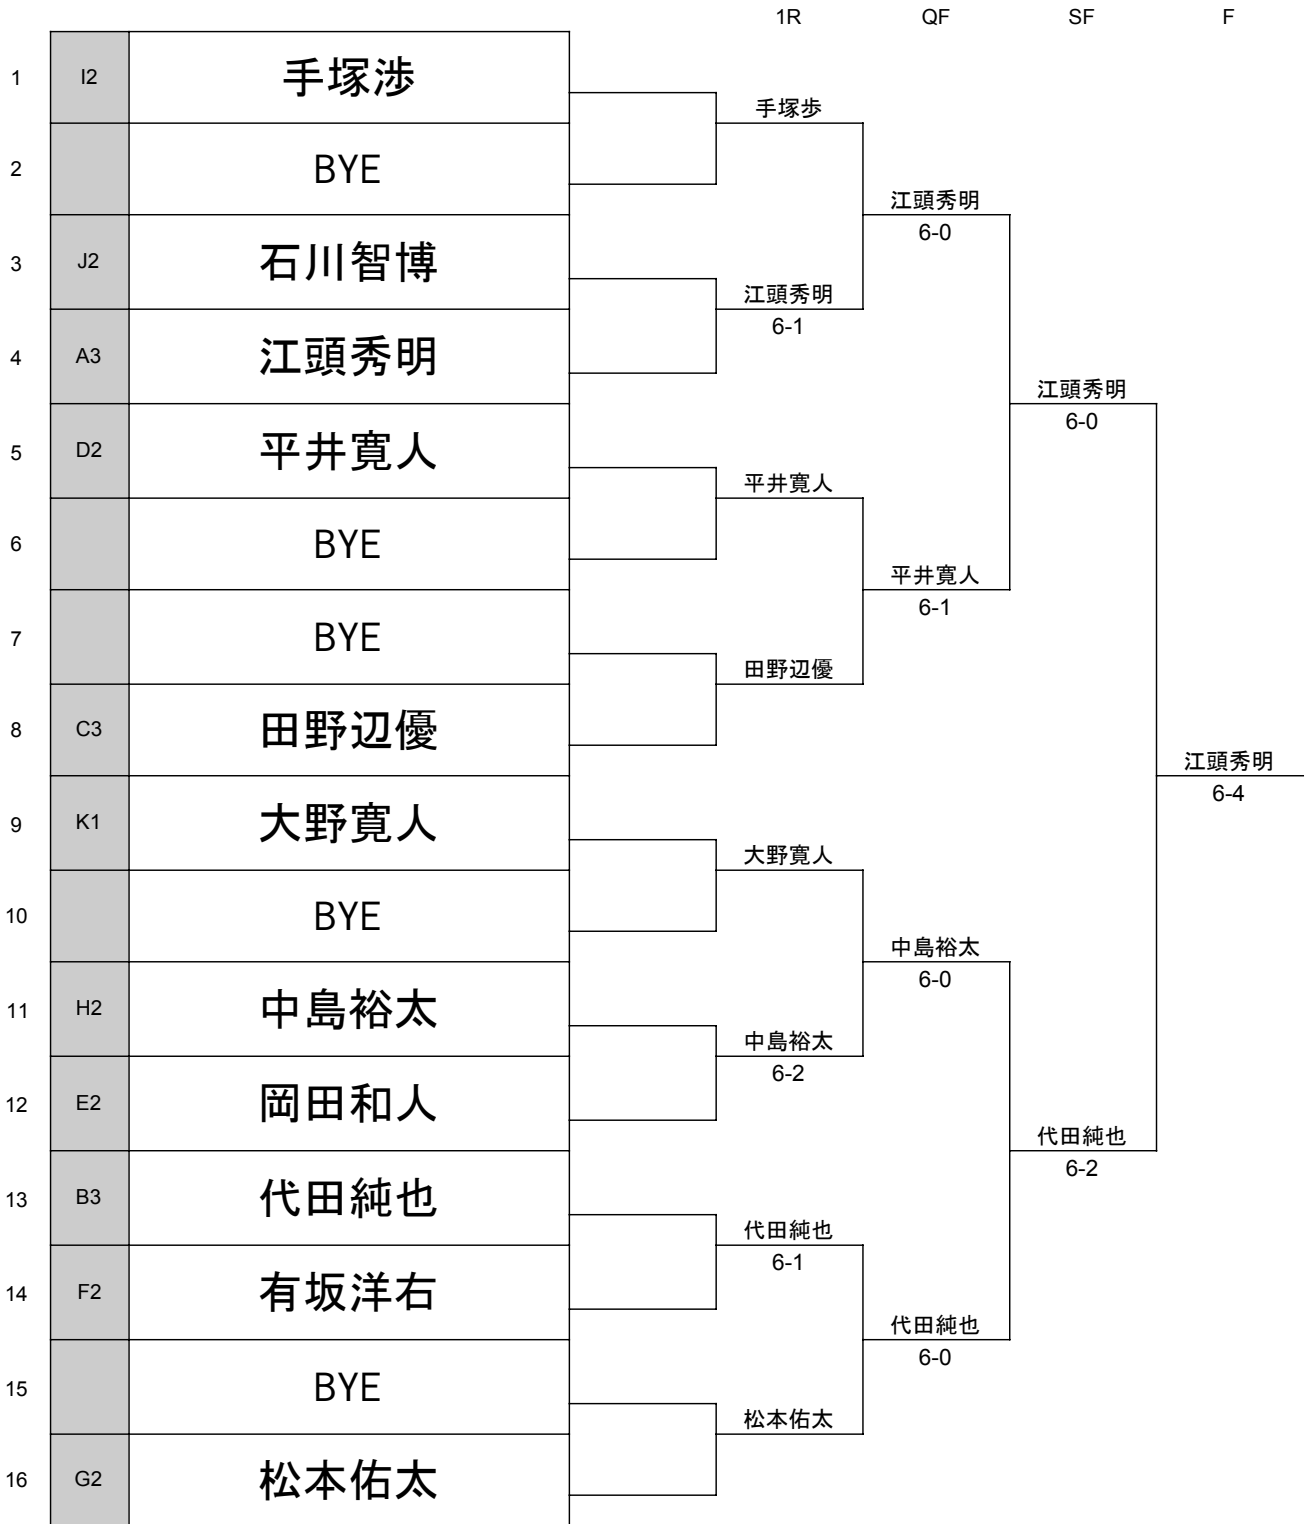 1R QF SF F
1 I2 手塚渉
手塚歩
2 BYE
江頭秀明
6-0
3 J2 石川智博
江頭秀明
6-1
4 A3 江頭秀明
江頭秀明
6-0
5 D2 平井寛人
平井寛人
6 BYE
平井寛人
6-1
7 BYE
田野辺優
8 C3 田野辺優
江頭秀明
6-4
9 K1 大野寛人
大野寛人
10 BYE
中島裕太
6-0
11 H2 中島裕太
中島裕太
6-2
12 E2 岡田和人
代田純也
6-2
13 B3 代田純也
代田純也
6-1
14 F2 有坂洋右
代田純也
6-0
15 BYE
松本佑太
16 G2 松本佑太